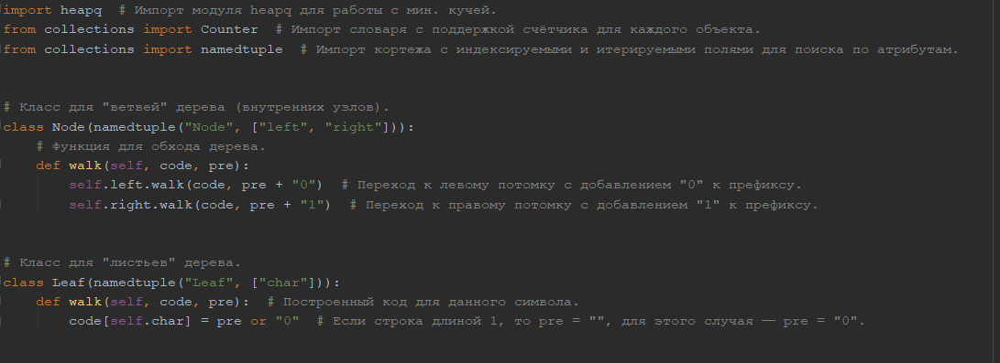 import heapq  # Импорт модуля heapq для работы с мин. кучей.
from collections import Counter  # Импорт словаря с поддержкой счётчика для каждого объекта.
from collections import namedtuple  # Импорт кортежа с индексируемыми и итерируемыми полями для поиска по атрибутам.
# Класс для "ветвей" дерева (внутренних узлов).
class Node(namedtuple("Node", ["left", "right"])):
    # Функция для обхода дерева.
    def walk(self, code, pre):
        self.left.walk(code, pre + "0")  # Переход к левому потомку с добавлением "0" к префиксу.
        self.right.walk(code, pre + "1")  # Переход к правому потомку с добавлением "1" к префиксу.
# Класс для "листьев" дерева.
class Leaf(namedtuple("Leaf", ["char"])):
    def walk(self, code, pre):  # Построенный код для данного символа.
        code[self.char] = pre or "0"  # Если строка длиной 1, то pre = "", для этого случая — pre = "0".